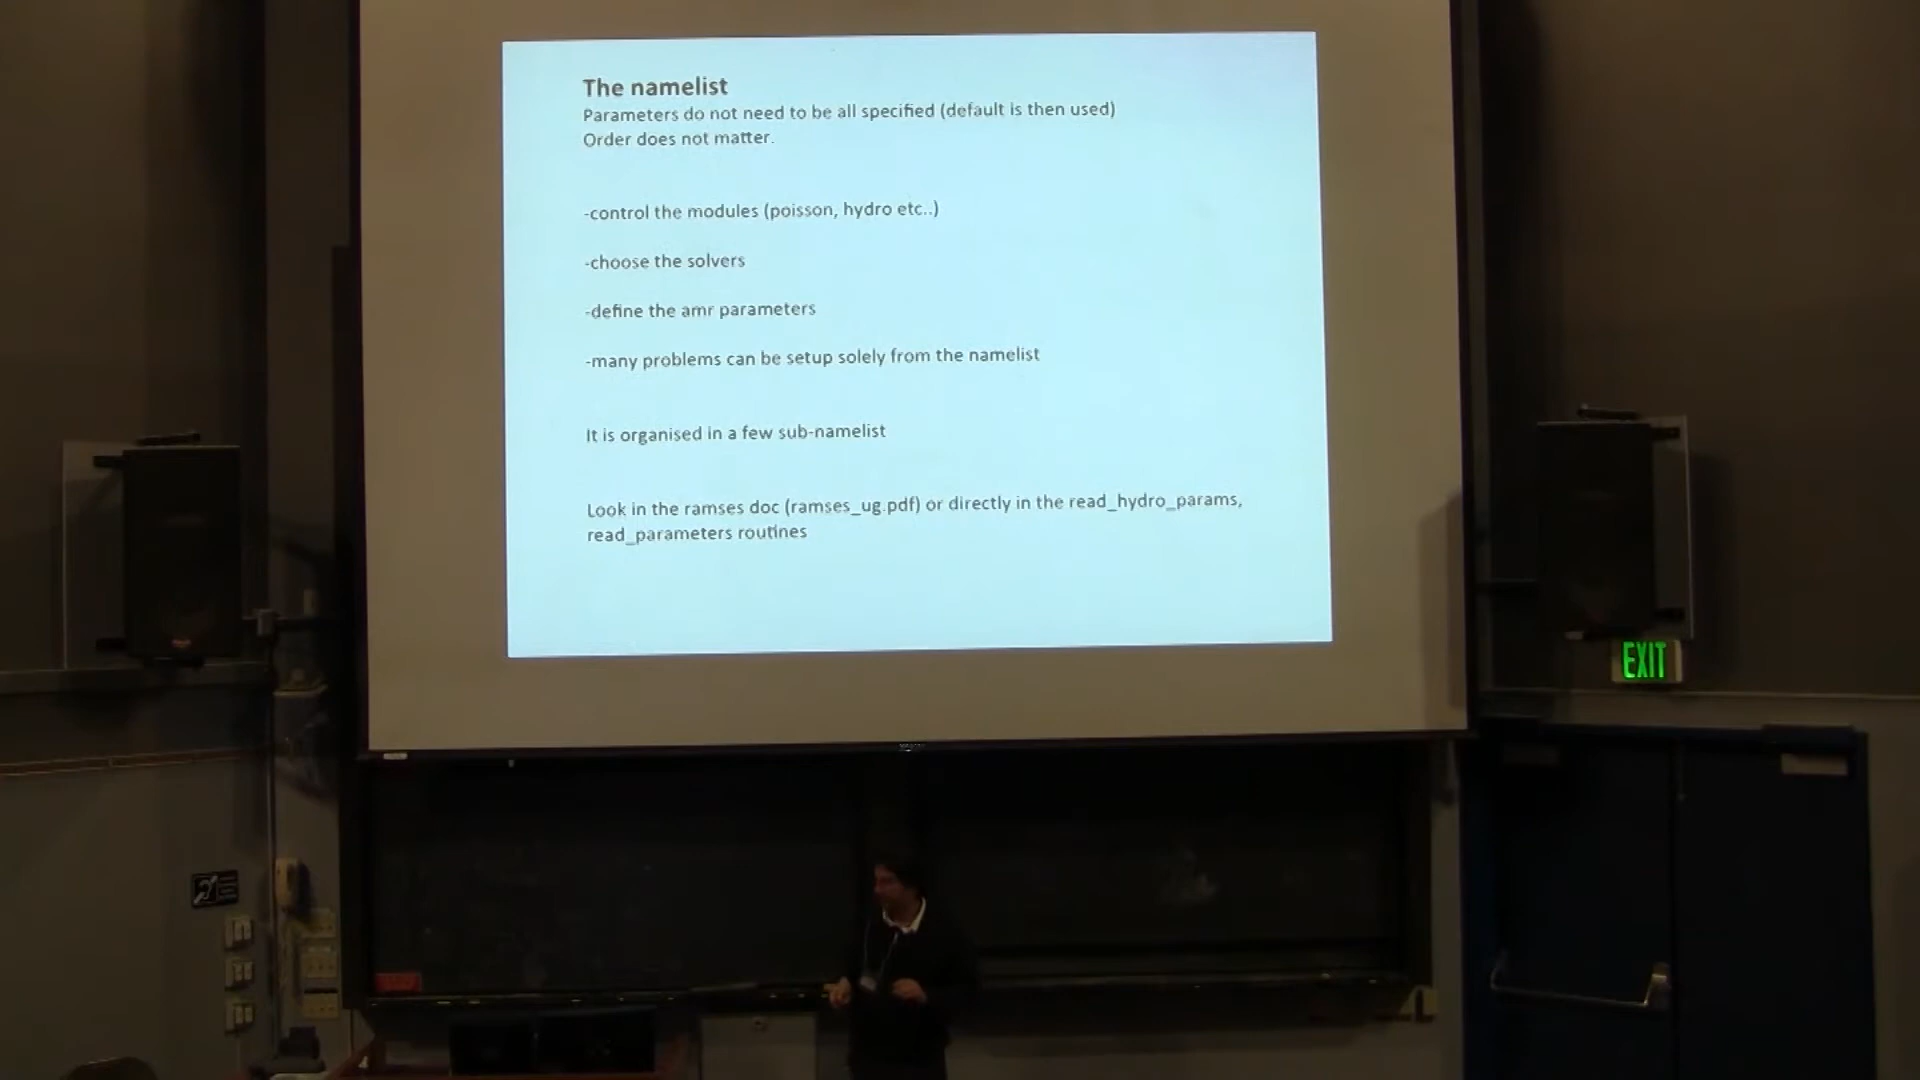 The namelist
Parameters do not need to be all specified (default is then used)
Order does not matter.
-control the modules (poisson, hydro etc..)
-choose the solvers
-define the amr parameters
-many problems can be setup solely from the namelist
It is organised in a few sub-namelist
Look in the ramses doc (ramses_ug.pdf) or directly in the read_hydro_params,
read_parameters routines
EXIT